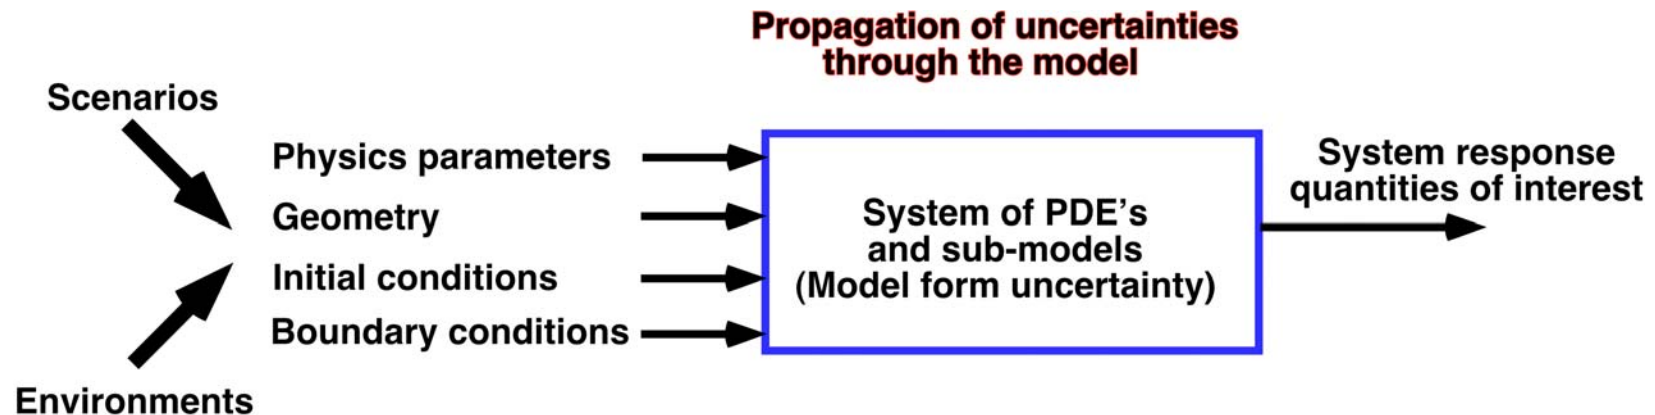 Propagation of uncertainties
through the model
Scenarios
Physics parameters
Geometry
Initial conditions
Boundary conditions
Environments
System of PDE's
and sub-models
(Model form uncertainty)
System response
quantities of interest